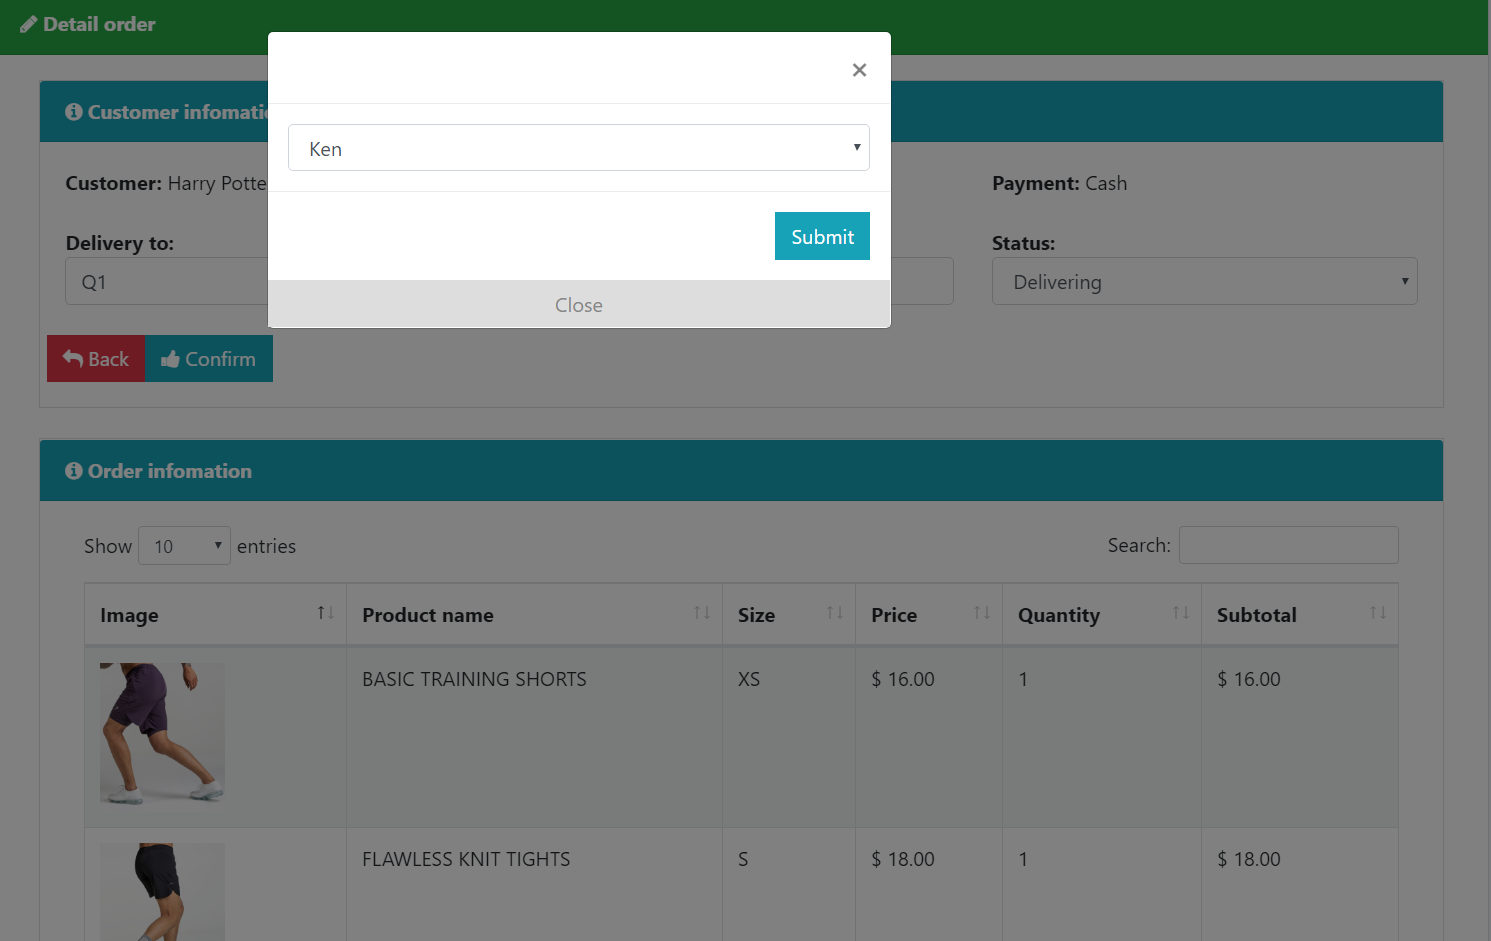 Detail order
×
Customer infomati
Ken
Customer: Harry Potte
Payment: Cash
Submit
Delivery to:
Status:
Q1
Delivering
Close
Back
Confirm
Order infomation
Show 10 entries
Search:
Image Product name Size Price Quantity Subtotal
BASIC TRAINING SHORTS XS $ 16.00 1 $ 16.00
FLAWLESS KNIT TIGHTS S $ 18.00 1 $ 18.00